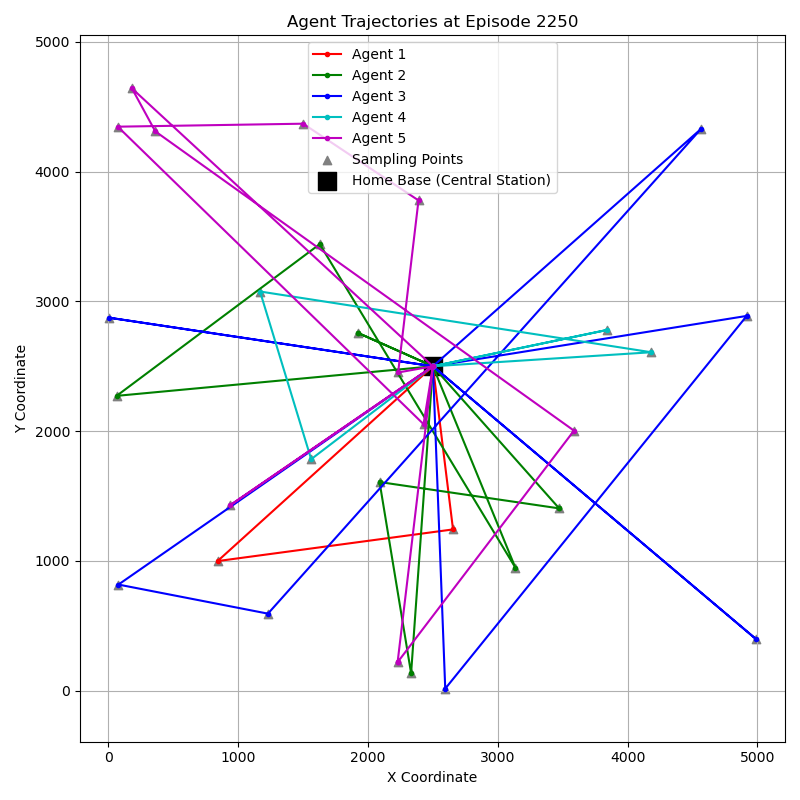 Agent Trajectories at Episode 2250
Agent 1
Agent 2
Agent 3
Agent 4
Agent 5
Sampling Points
Home Base (Central Station)
5000
4000
3000
2000
1000
0
Y Coordinate
0 1000 2000 3000 4000 5000
X Coordinate